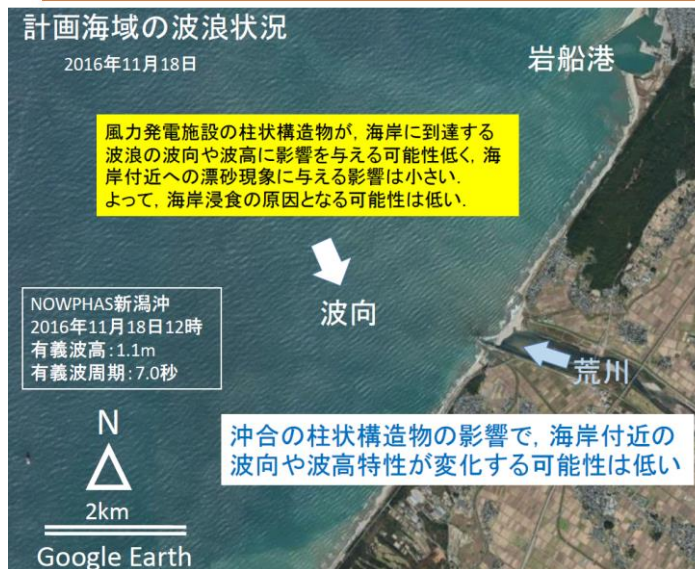 計画海域の波浪状況
2016年11月18日
岩船港
風力発電施設の柱状構造物が，海岸に到達する
波浪の波向や波高に影響を与える可能性低く，海
岸付近への漂砂現象に与える影響は小さい．
よって，海岸浸食の原因となる可能性は低い．
波向
NOWPHAS新潟沖
2016年11月18日12時
有義波高：1.1m
有義波周期：7.0秒
荒川
沖合の柱状構造物の影響で，海岸付近の
波向や波高特性が変化する可能性は低い
N
2km
Google Earth